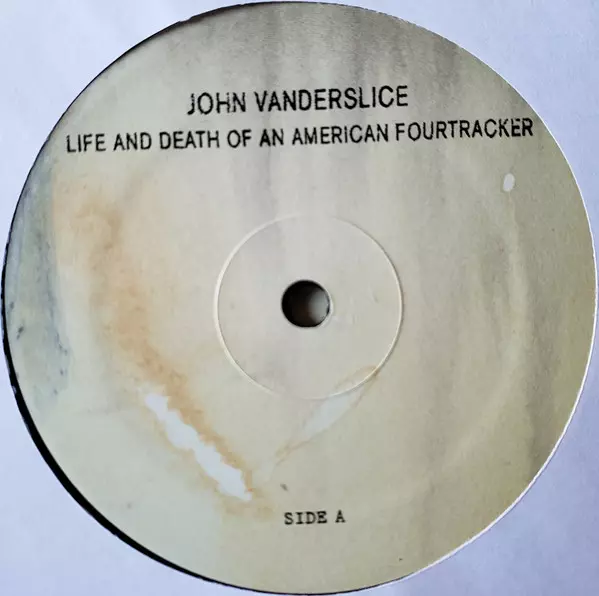 JOHN VANDERSLICE
LIFE AND DEATH OF AN AMERICAN FOURTRACKER
SIDE A